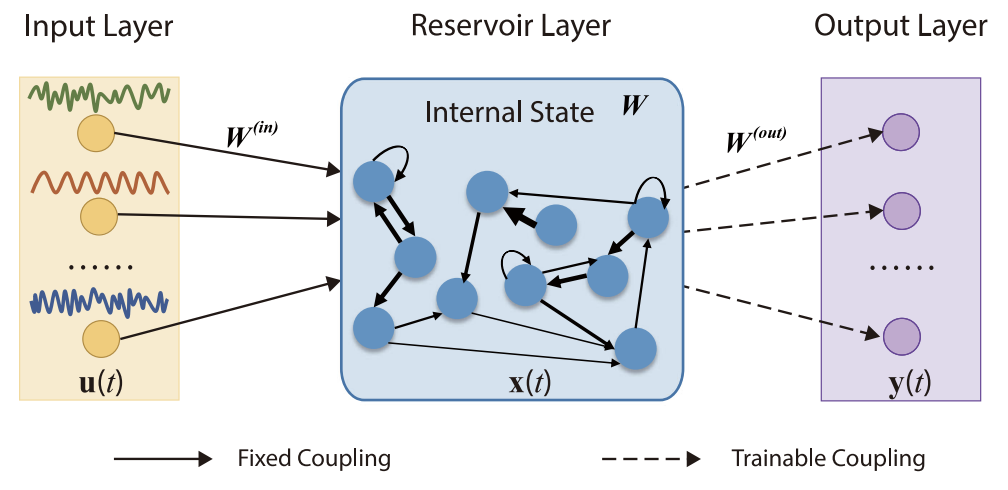 Input Layer
Reservoir Layer
Output Layer
Internal State W
W^(in)
W^(out)
......
......
u(t)
x(t)
y(t)
Fixed Coupling
Trainable Coupling